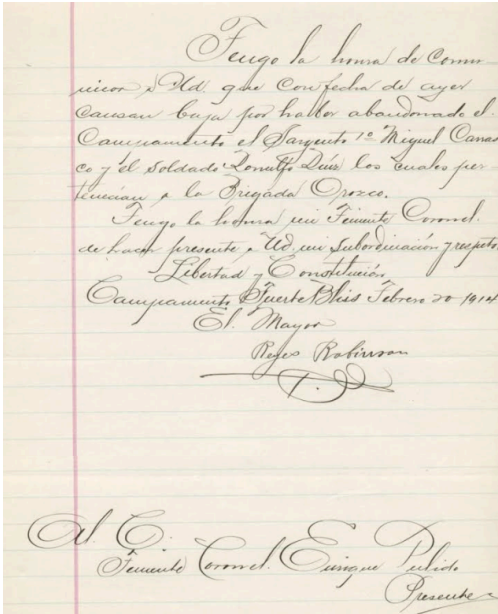 Tengo la honra de comu-
nicar a Ud. que con fecha de ayer
causan baja por haber abandonado el
Campamento el Sargento 1º Miguel Canas
co y el soldado Ronulfo Díaz los cuales per-
tenecian a la Brigada Orozco.
Tengo la honra mi Teniente Coronel.
de hacer presente a Ud. mi subordinación y respeto.
Libertad y Constitución
Campamento Fuerte Bliss Febrero 20 1914
El Mayor
Reyes Robinson
Al C.
Teniente Coronel. Enrique Pulido
Presente